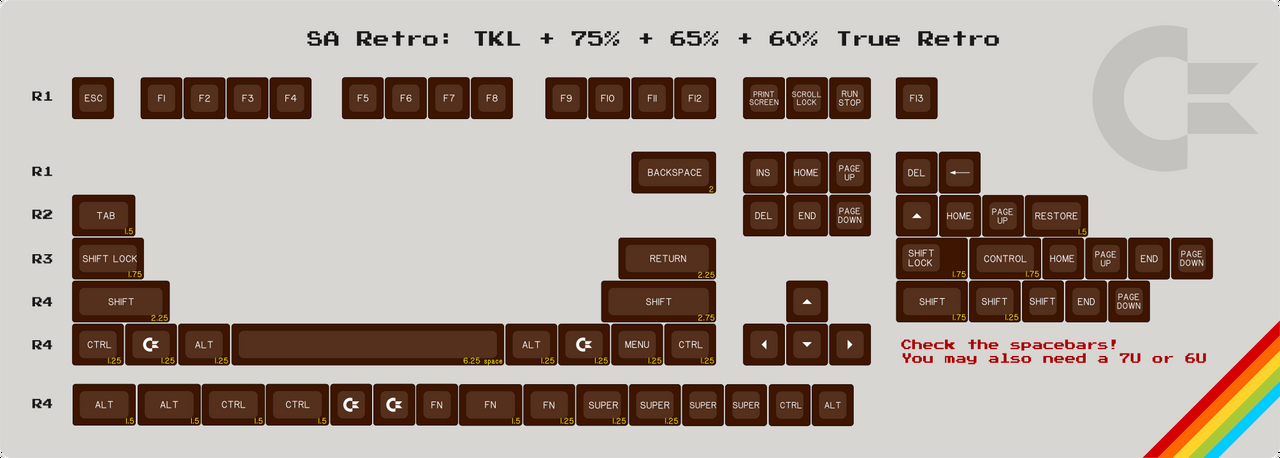 SA Retro: TKL + 75% + 65% + 60% True Retro
R1 ESC F1 F2 F3 F4 F5 F6 F7 F8 F9 F10 F11 F12 PRINT SCREEN SCROLL LOCK RUN STOP F13
R1 BACKSPACE 2 INS HOME PAGE UP DEL ←
R2 TAB 1.5 DEL END PAGE DOWN HOME PAGE UP RESTORE 1.5
R3 SHIFT LOCK 1.75 RETURN 2.25 SHIFT LOCK 1.75 CONTROL 1.75 HOME PAGE UP END PAGE DOWN
R4 SHIFT 2.25 SHIFT 2.75 SHIFT 1.75 SHIFT 1.25 SHIFT END PAGE DOWN
R4 CTRL 1.25 1.25 ALT 1.25 6.25 space ALT 1.25 1.25 MENU 1.25 CTRL 1.25
Check the spacebars!
You may also need a 7U or 6U
R4 ALT 1.5 ALT 1.5 CTRL 1.5 CTRL 1.5 FN FN 1.5 FN 1.25 SUPER 1.25 SUPER 1.25 SUPER SUPER CTRL ALT